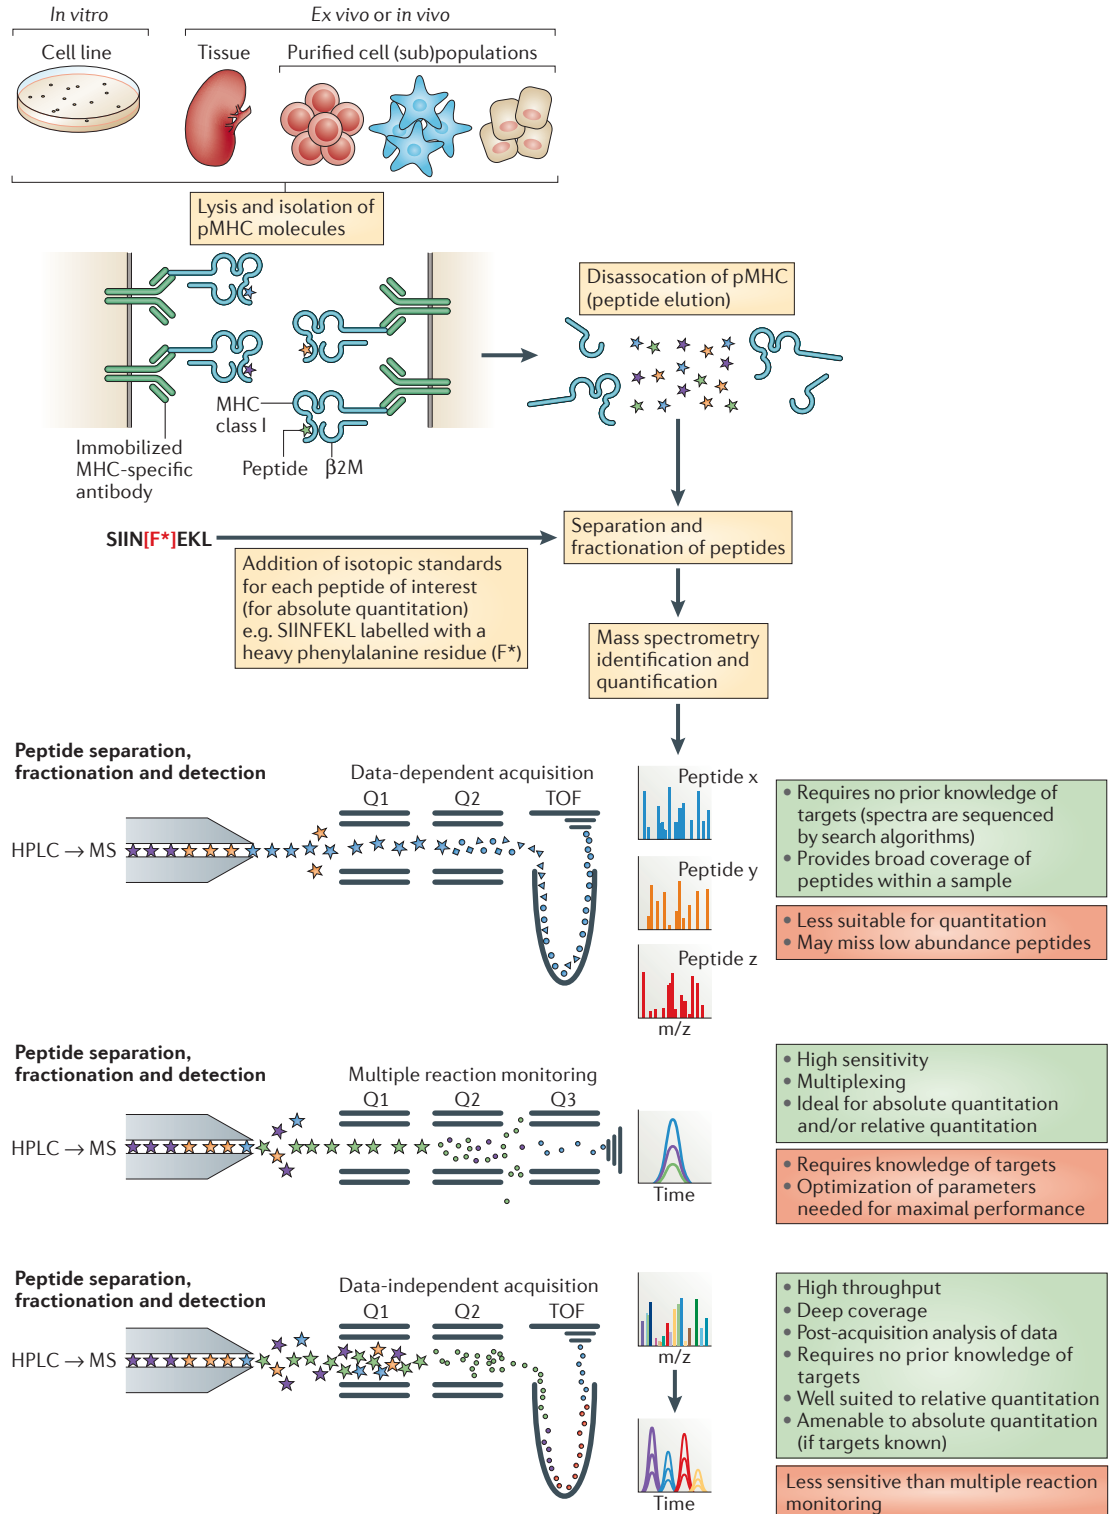 In vitro
Ex vivo or in vivo
Cell line
Tissue
Purified cell (sub)populations
Lysis and isolation of
pMHC molecules
Disassocation of pMHC
(peptide elution)
MHC
class I
Immobilized
MHC-specific
antibody
Peptide
β2M
SIIN[F*]EKL
Separation and
fractionation of peptides
Addition of isotopic standards
for each peptide of interest
(for absolute quantitation)
e.g. SIINFEKL labelled with a
heavy phenylalanine residue (F*)
Mass spectrometry
identification and
quantification
Peptide separation,
fractionation and detection
Data-dependent acquisition
Q1
Q2
TOF
HPLC → MS
Peptide x
Peptide y
Peptide z
m/z
• Requires no prior knowledge of
targets (spectra are sequenced
by search algorithms)
• Provides broad coverage of
peptides within a sample
• Less suitable for quantitation
• May miss low abundance peptides
Peptide separation,
fractionation and detection
Multiple reaction monitoring
Q1
Q2
Q3
HPLC → MS
Time
• High sensitivity
• Multiplexing
• Ideal for absolute quantitation
and/or relative quantitation
• Requires knowledge of targets
• Optimization of parameters
needed for maximal performance
Peptide separation,
fractionation and detection
Data-independent acquisition
Q1
Q2
TOF
HPLC → MS
m/z
Time
• High throughput
• Deep coverage
• Post-acquisition analysis of data
• Requires no prior knowledge of
targets
• Well suited to relative quantitation
• Amenable to absolute quantitation
(if targets known)
Less sensitive than multiple reaction
monitoring